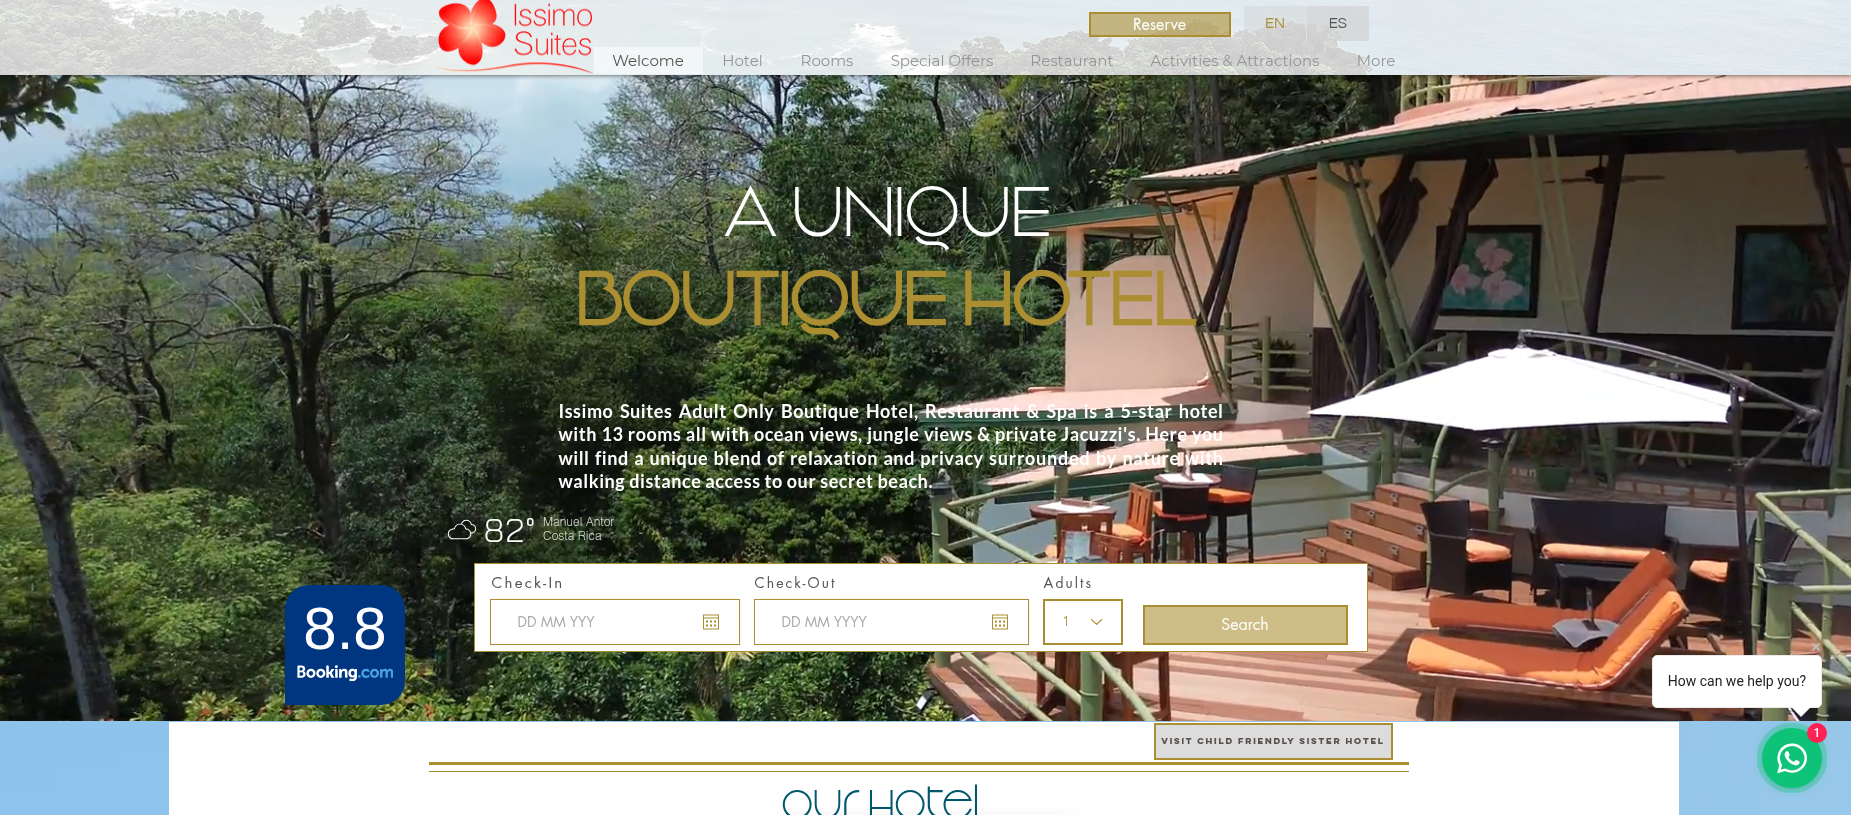 Issimo
Suites
Reserve
EN
ES
Welcome
Hotel
Rooms
Special Offers
Restaurant
Activities & Attractions
More
A UNIQUE
BOUTIQUE HOTEL
Issimo Suites Adult Only Boutique Hotel, Restaurant & Spa is a 5-star hotel
with 13 rooms all with ocean views, jungle views & private Jacuzzi's. Here you
will find a unique blend of relaxation and privacy surrounded by nature with
walking distance access to our secret beach.
82°
Manuel Antor
Costa Rica
Check-In
Check-Out
Adults
DD MM YYY
DD MM YYYY
1
Search
8.8
Booking.com
How can we help you?
1
VISIT CHILD FRIENDLY SISTER HOTEL
our Hotel